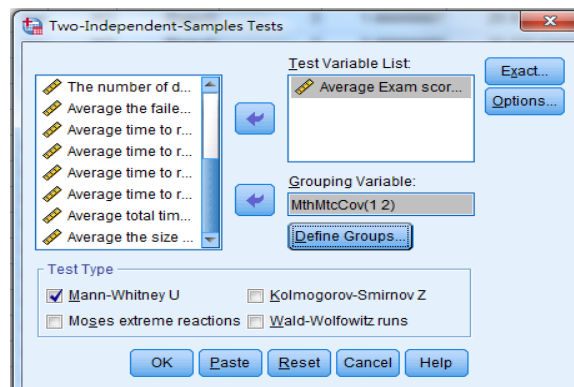 Two-Independent-Samples Tests
Test Variable List:
The number of d...
Average the faile...
Average time to r...
Average time to r...
Average time to r...
Average time to r...
Average total tim...
Average the size ...
Average Exam scor...
Exact...
Options...
Grouping Variable:
MthMtcCov(1 2)
Define Groups...
Test Type
Mann-Whitney U
Kolmogorov-Smirnov Z
Moses extreme reactions
Wald-Wolfowitz runs
OK
Paste
Reset
Cancel
Help